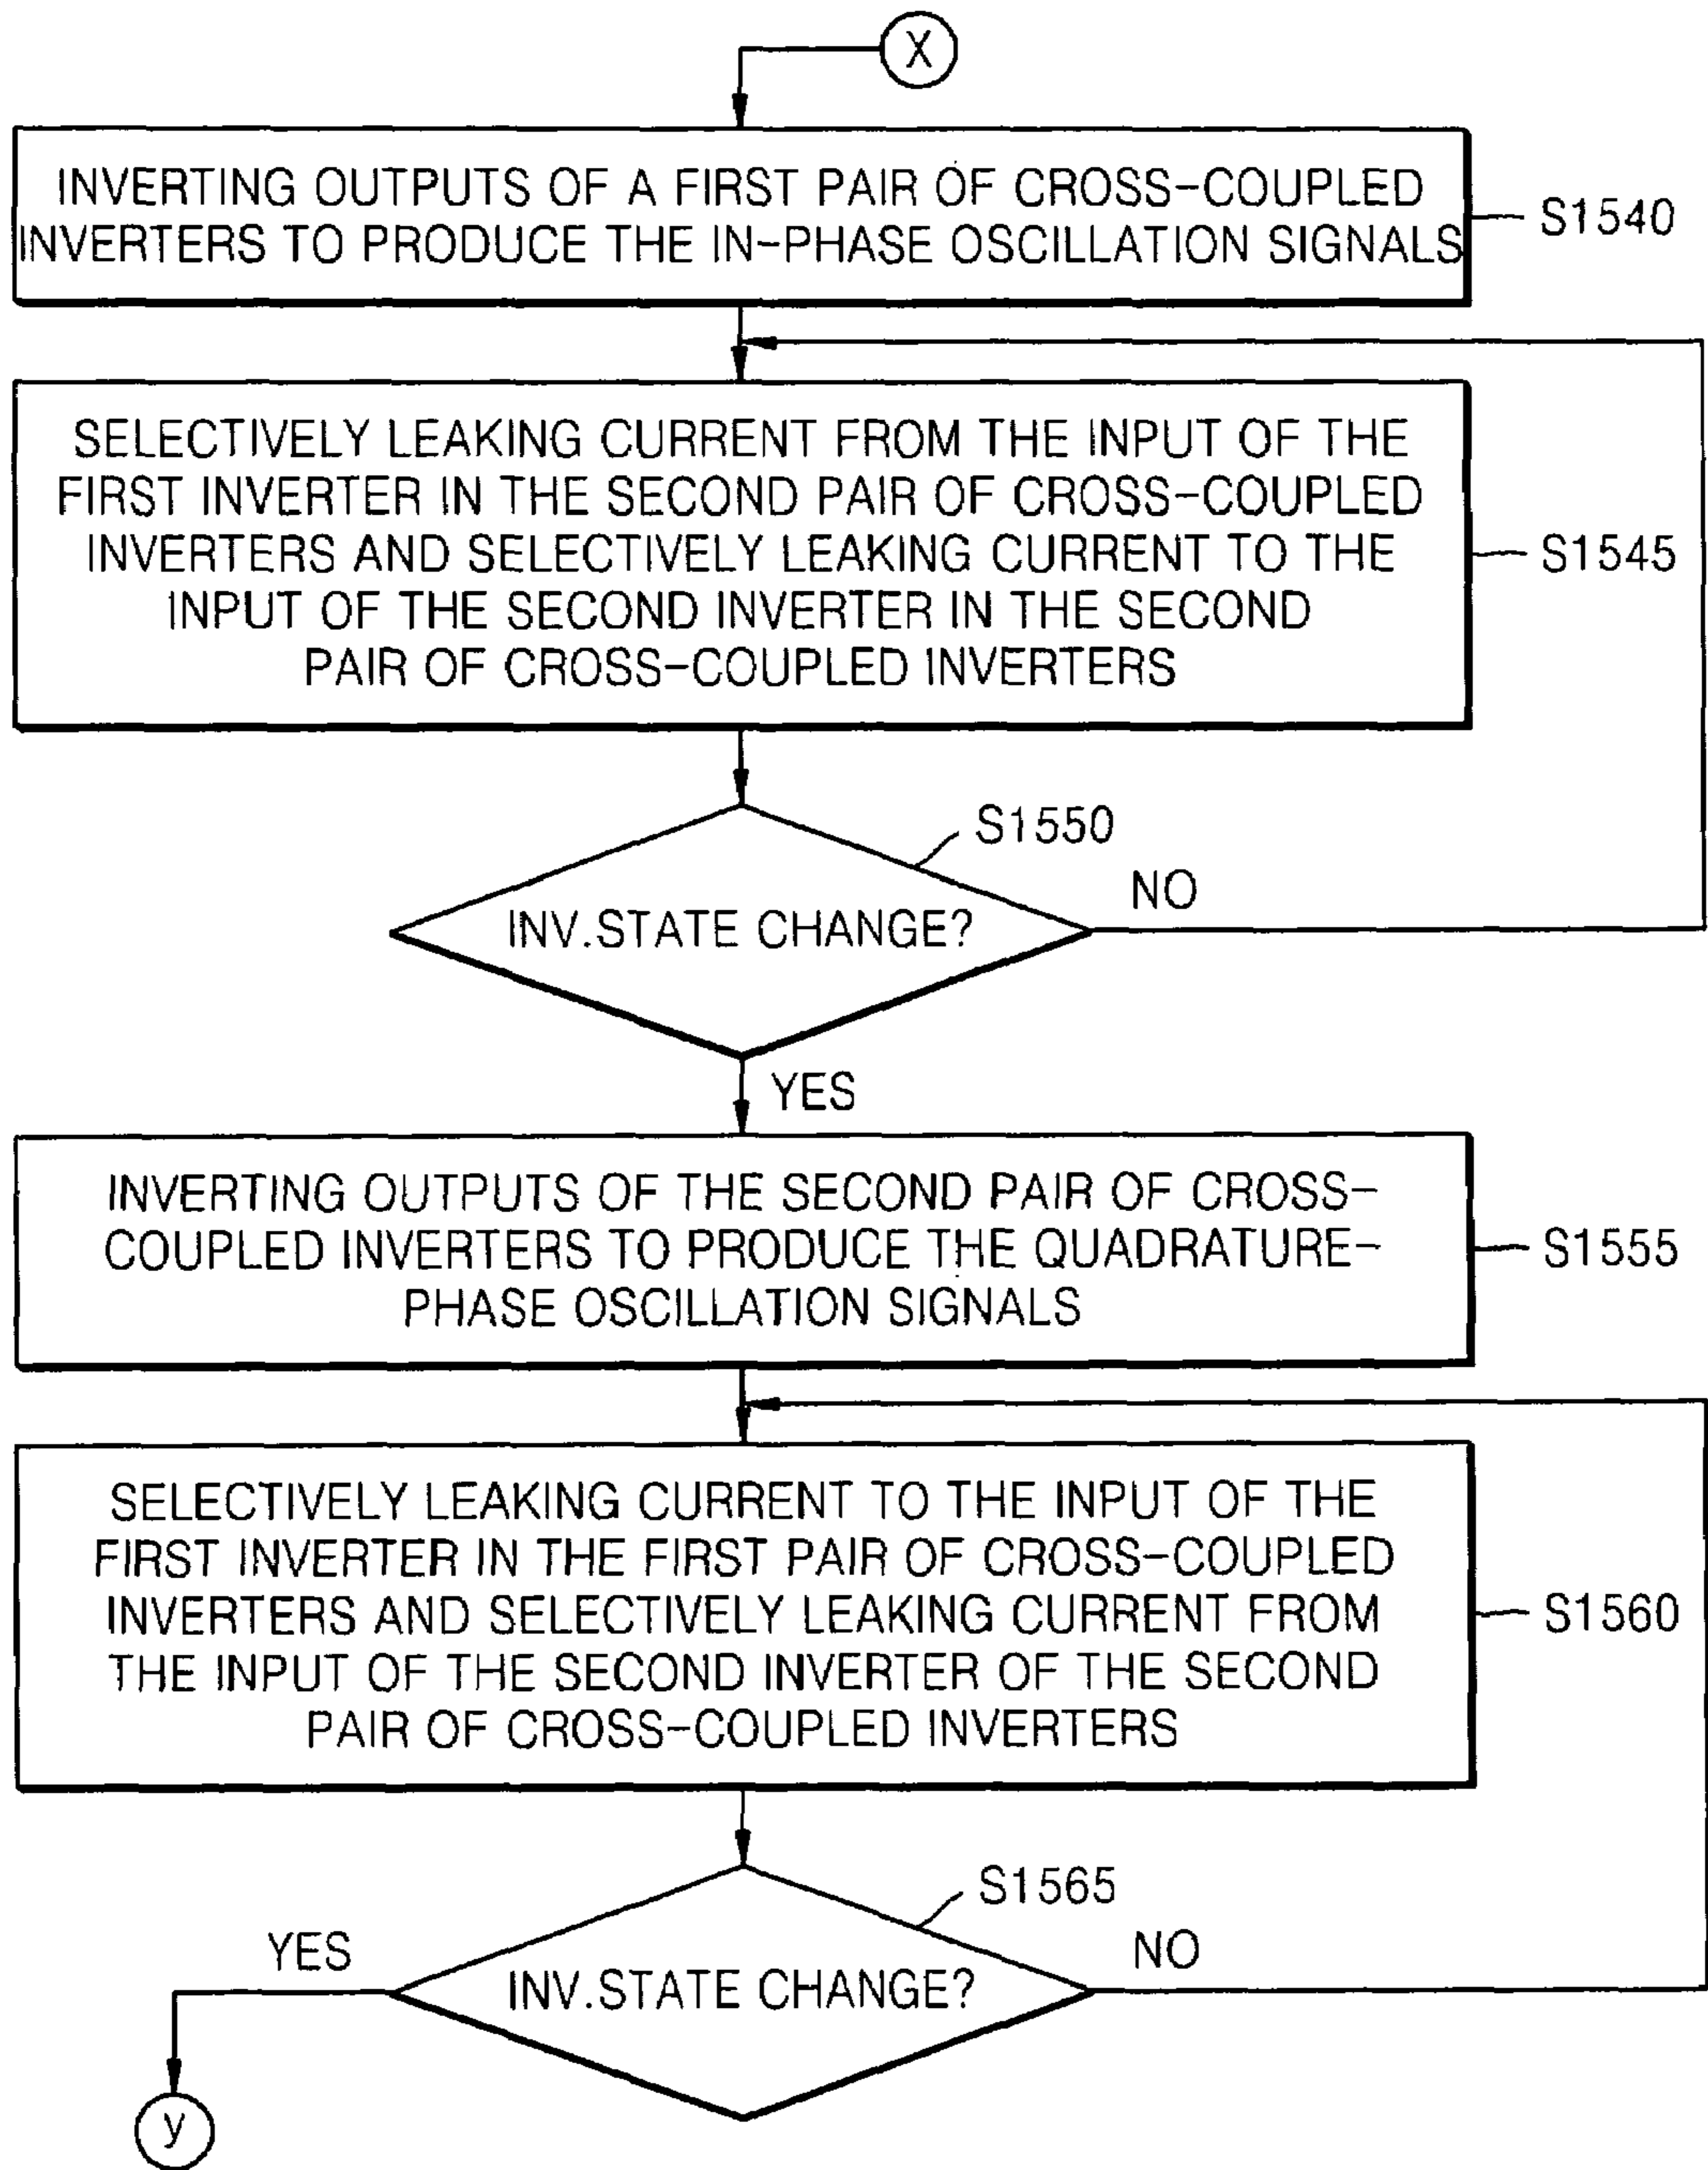 X
INVERTING OUTPUTS OF A FIRST PAIR OF CROSS-COUPLED
INVERTERS TO PRODUCE THE IN-PHASE OSCILLATION SIGNALS
S1540
SELECTIVELY LEAKING CURRENT FROM THE INPUT OF THE
FIRST INVERTER IN THE SECOND PAIR OF CROSS-COUPLED
INVERTERS AND SELECTIVELY LEAKING CURRENT TO THE
INPUT OF THE SECOND INVERTER IN THE SECOND
PAIR OF CROSS-COUPLED INVERTERS
S1545
S1550
INV.STATE CHANGE?
NO
YES
INVERTING OUTPUTS OF THE SECOND PAIR OF CROSS-
COUPLED INVERTERS TO PRODUCE THE QUADRATURE-
PHASE OSCILLATION SIGNALS
S1555
SELECTIVELY LEAKING CURRENT TO THE INPUT OF THE
FIRST INVERTER IN THE FIRST PAIR OF CROSS-COUPLED
INVERTERS AND SELECTIVELY LEAKING CURRENT FROM
THE INPUT OF THE SECOND INVERTER OF THE SECOND
PAIR OF CROSS-COUPLED INVERTERS
S1560
S1565
YES
INV.STATE CHANGE?
NO
y